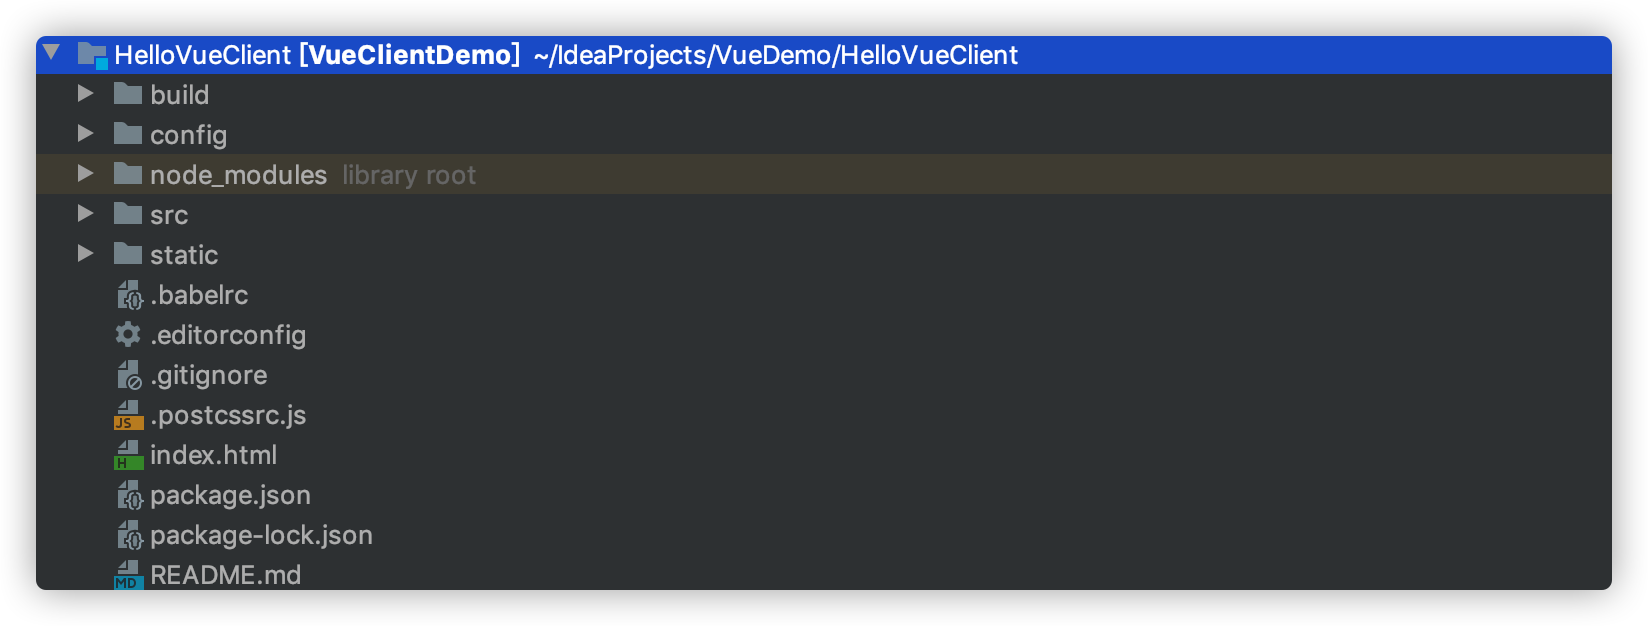 HelloVueClient [VueClientDemo] ~/IdeaProjects/VueDemo/HelloVueClient
build
config
node_modules library root
src
static
.babelrc
.editorconfig
.gitignore
JS .postcssrc.js
H index.html
package.json
package-lock.json
MD README.md